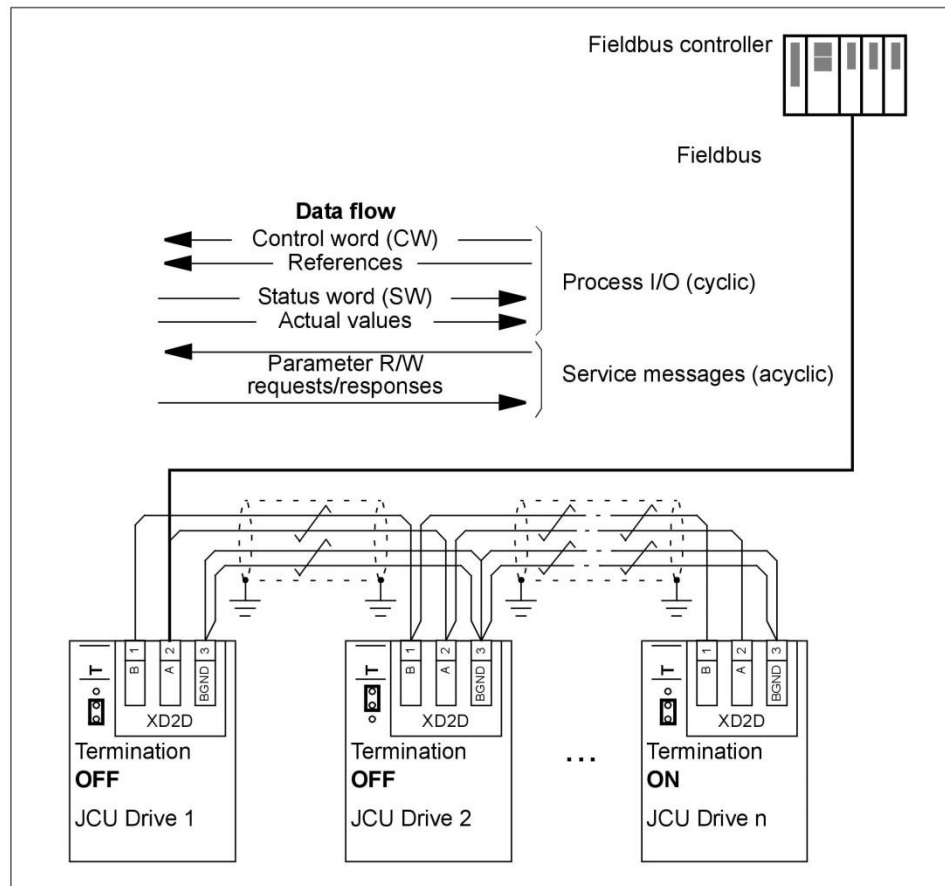 Fieldbus controller
Fieldbus
Data flow
Control word (CW)
References
Status word (SW)
Actual values
Process I/O (cyclic)
Parameter R/W
requests/responses
Service messages (acyclic)
T
B 1
A 2
BGND 3
XD2D
Termination
OFF
JCU Drive 1
T
B 1
A 2
BGND 3
XD2D
Termination
OFF
JCU Drive 2
...
T
B 1
A 2
BGND 3
XD2D
Termination
ON
JCU Drive n